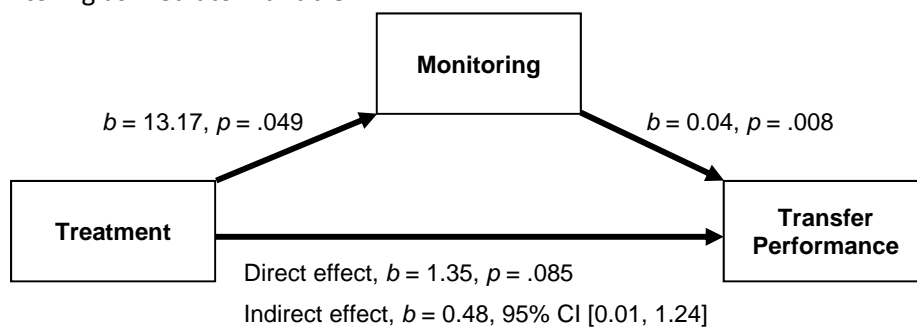 Monitoring
b = 13.17, p = .049
b = 0.04, p = .008
Treatment
Transfer
Performance
Direct effect, b = 1.35, p = .085
Indirect effect, b = 0.48, 95% CI [0.01, 1.24]